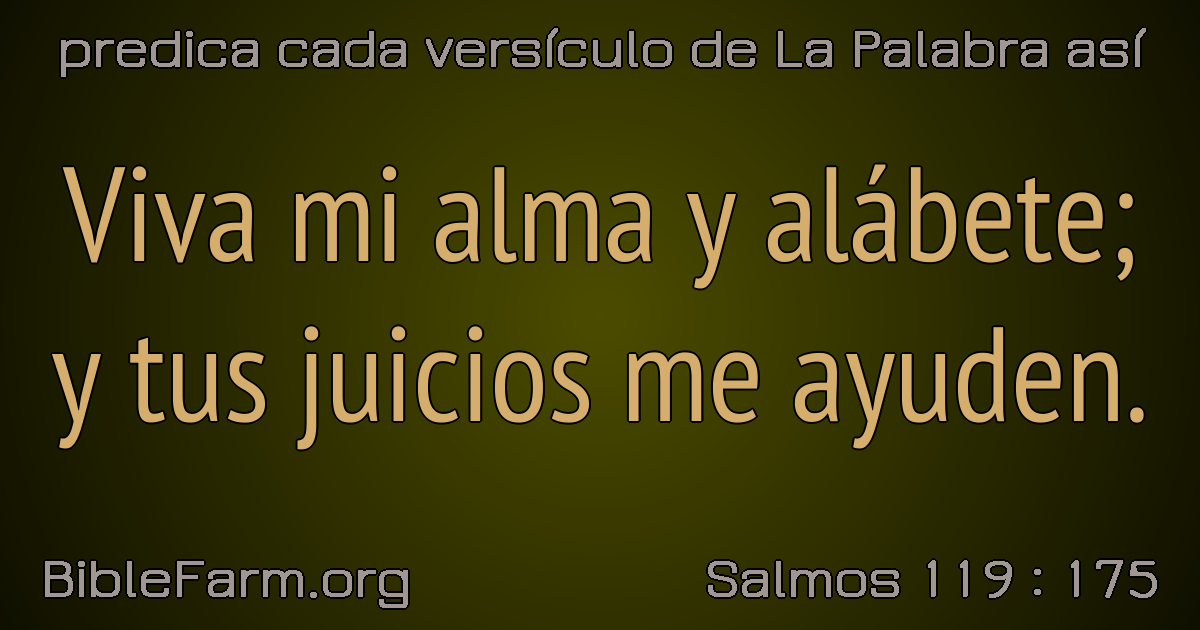 predica cada versículo de La Palabra así
Viva mi alma y alábete;
y tus juicios me ayuden.
BibleFarm.org
Salmos 119 : 175